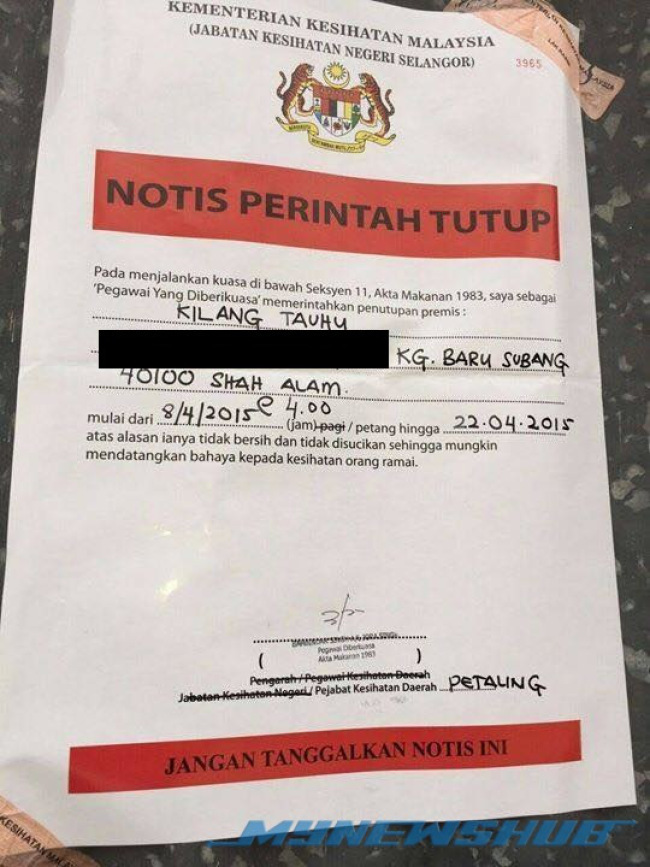 KEMENTERIAN KESIHATAN MALAYSIA
(JABATAN KESIHATAN NEGERI SELANGOR)
3965
NOTIS PERINTAH TUTUP
Pada menjalankan kuasa di bawah Seksyen 11, Akta Makanan 1983, saya sebagai
'Pegawai Yang Diberikuasa' memerintahkan penutupan premis :
KILANG TAUHU
KG. BARU SUBANG
40100 SHAH ALAM.
mulai dari 8/4/2015 @ 4.00 (jam) pagi / petang hingga 22.04.2015
atas alasan ianya tidak bersih dan tidak disucikan sehingga mungkin
mendatangkan bahaya kepada kesihatan orang ramai.
Pegawai Diberkuasa
Akta Makanan 1983
( )
Pengarah / Pegawai Kesihatan Daerah
Jabatan Kesihatan Negeri / Pejabat Kesihatan Daerah PETALING
JANGAN TANGGALKAN NOTIS INI
KESIHATAN
MYNEWSHUB